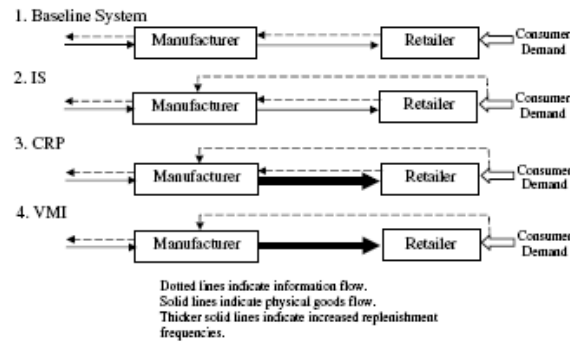 1. Baseline System
Manufacturer
Retailer
Consumer
Demand
2. IS
Manufacturer
Retailer
Consumer
Demand
3. CRP
Manufacturer
Retailer
Consumer
Demand
4. VMI
Manufacturer
Retailer
Consumer
Demand
Dotted lines indicate information flow.
Solid lines indicate physical goods flow.
Thicker solid lines indicate increased replenishment
frequencies.